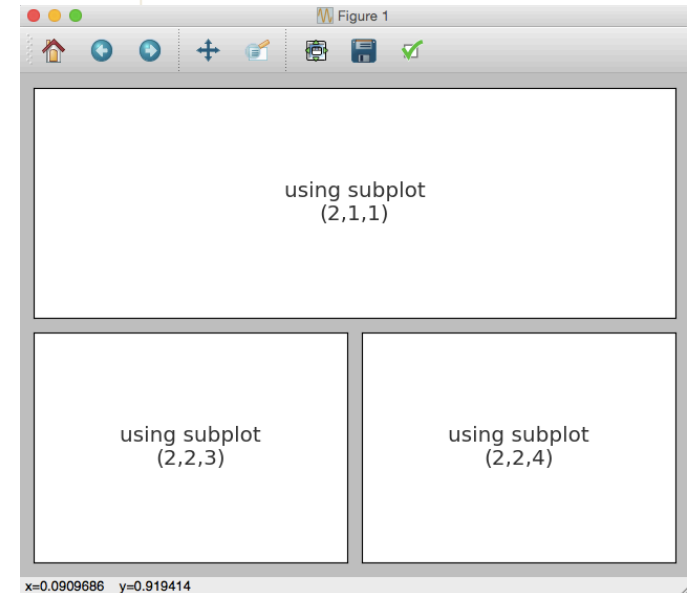 Figure 1
using subplot
(2,1,1)
using subplot
(2,2,3)
using subplot
(2,2,4)
x=0.0909686 y=0.919414